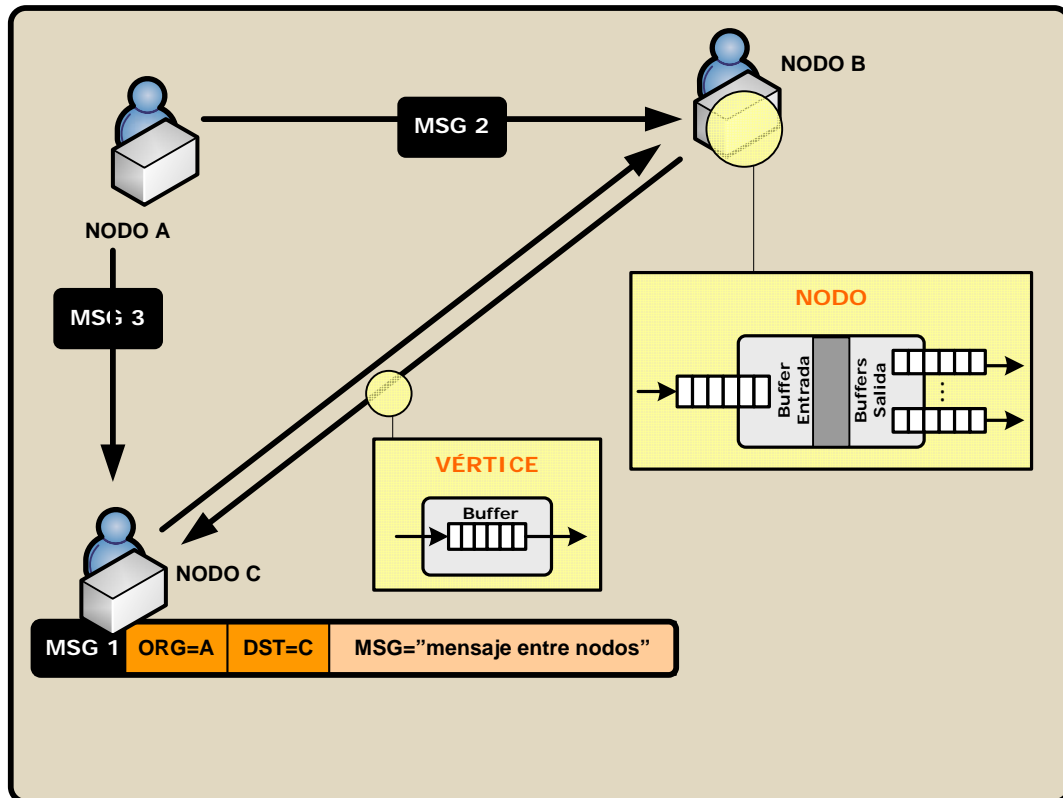 NODO B
MSG 2
NODO A
MSG 3
NODO
Buffer
Entrada
Buffers
Salida
...
VÉRTICE
Buffer
NODO C
MSG 1 ORG=A DST=C MSG=”mensaje entre nodos”